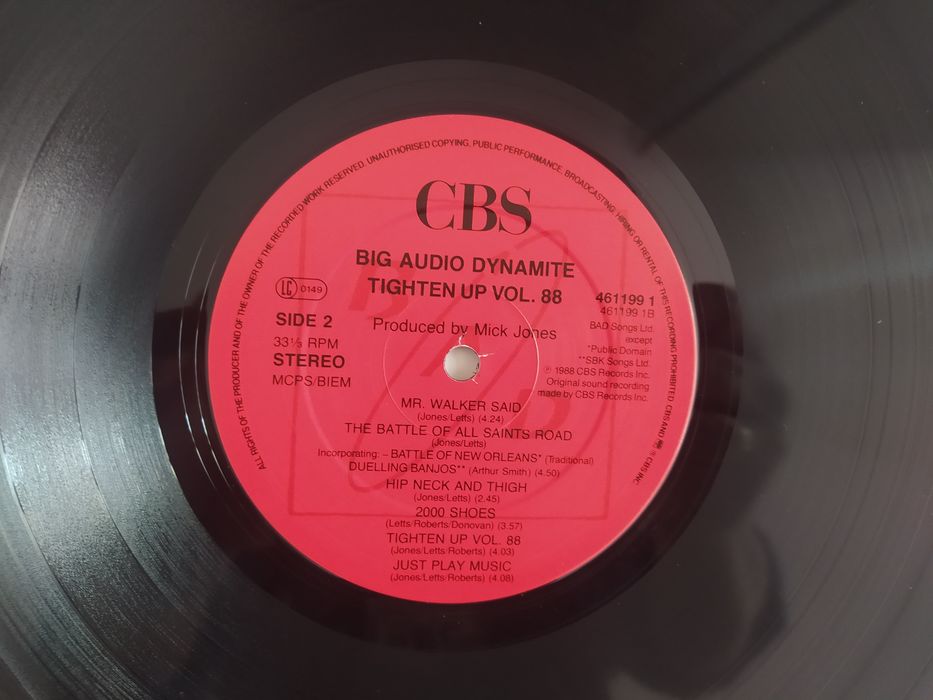 ALL RIGHTS OF THE PRODUCER AND OF THE OWNER OF THE RECORDED WORK RESERVED. UNAUTHORISED COPYING, PUBLIC PERFORMANCE, BROADCASTING, HIRING OR RENTAL OF THIS RECORDING PROHIBITED. CBS AND ® CBS INC.
CBS
BIG AUDIO DYNAMITE
TIGHTEN UP VOL. 88
LC 0149
461199 1
461199 1B
SIDE 2
Produced by Mick Jones
BAD Songs Ltd.
except
33⅓ RPM
*Public Domain
STEREO
**SBK Songs Ltd.
℗ 1988 CBS Records Inc.
MCPS/BIEM
Original sound recording
made by CBS Records Inc.
MR. WALKER SAID
(Jones/Letts) (4.24)
THE BATTLE OF ALL SAINTS ROAD
(Jones/Letts)
Incorporating: – BATTLE OF NEW ORLEANS* (Traditional)
DUELLING BANJOS** (Arthur Smith) (4.50)
HIP NECK AND THIGH
(Jones/Letts) (2.45)
2000 SHOES
(Letts/Roberts/Donovan) (3.57)
TIGHTEN UP VOL. 88
(Jones/Letts/Roberts) (4.03)
JUST PLAY MUSIC
(Jones/Letts/Roberts) (4.08)